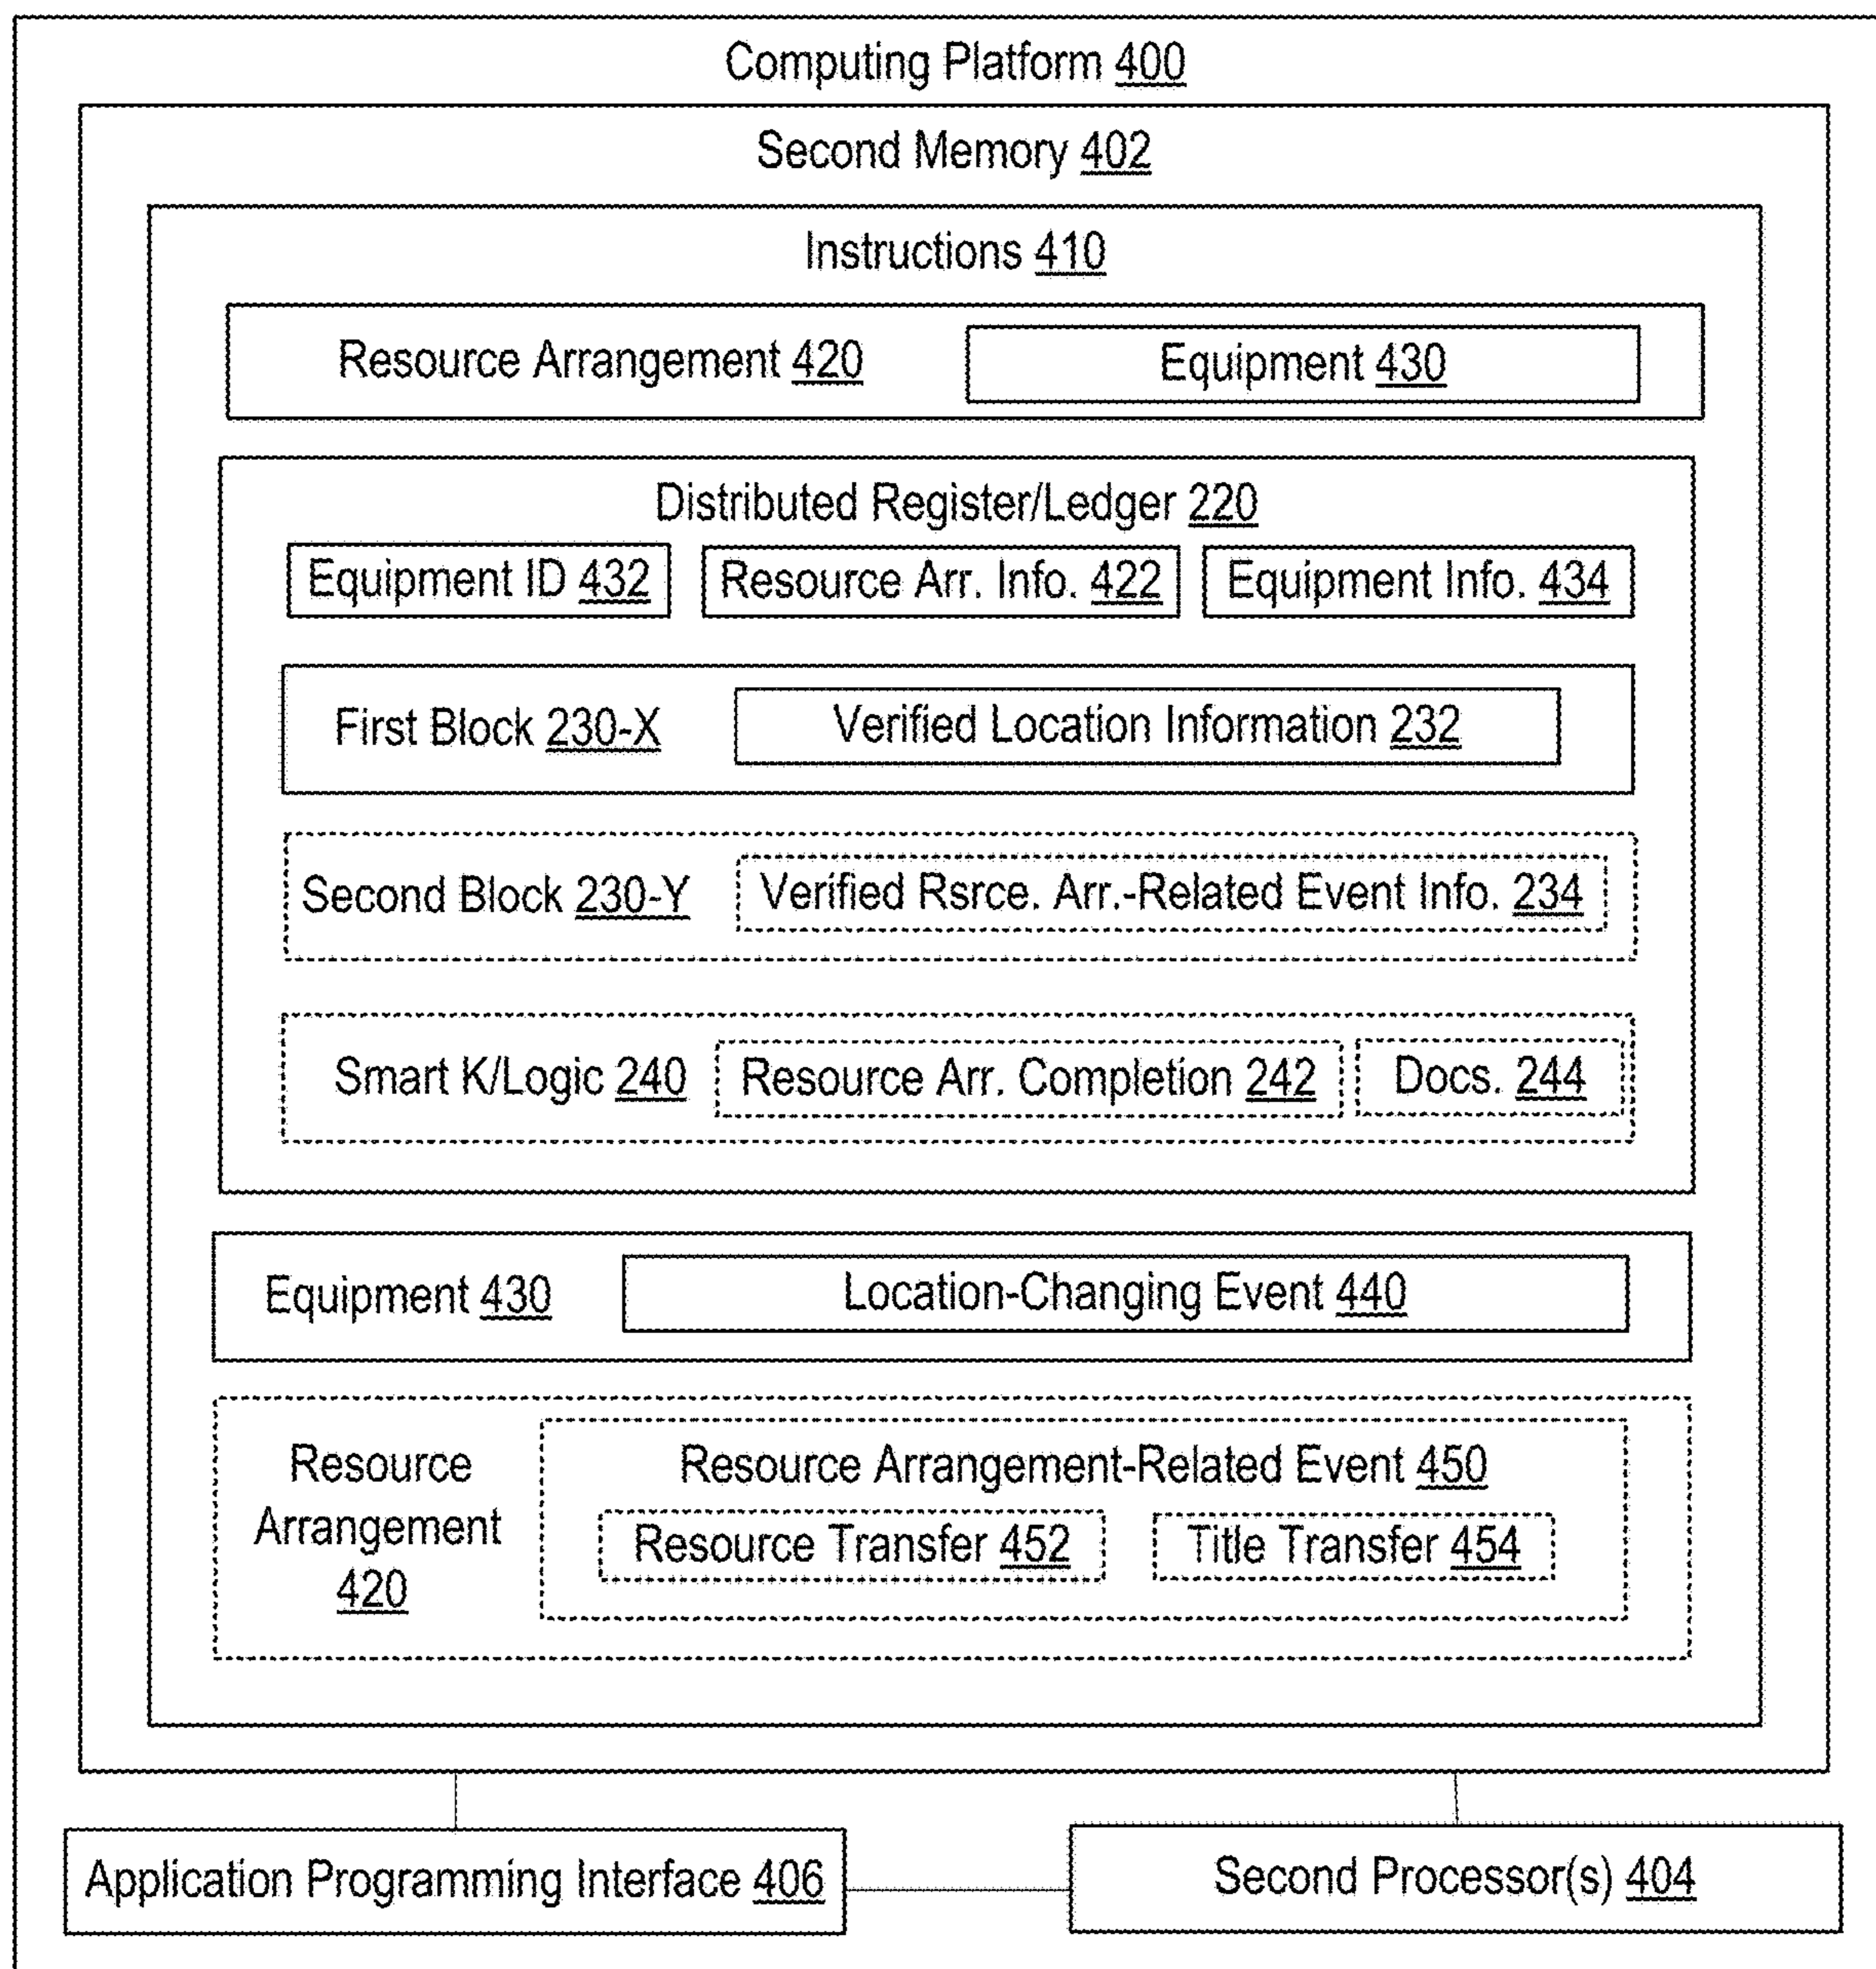 Computing Platform 400
Second Memory 402
Instructions 410
Resource Arrangement 420 Equipment 430
Distributed Register/Ledger 220
Equipment ID 432 Resource Arr. Info. 422 Equipment Info. 434
First Block 230-X Verified Location Information 232
Second Block 230-Y Verified Rsrce. Arr.-Related Event Info. 234
Smart K/Logic 240 Resource Arr. Completion 242 Docs. 244
Equipment 430 Location-Changing Event 440
Resource
Arrangement
420
Resource Arrangement-Related Event 450
Resource Transfer 452 Title Transfer 454
Application Programming Interface 406 Second Processor(s) 404